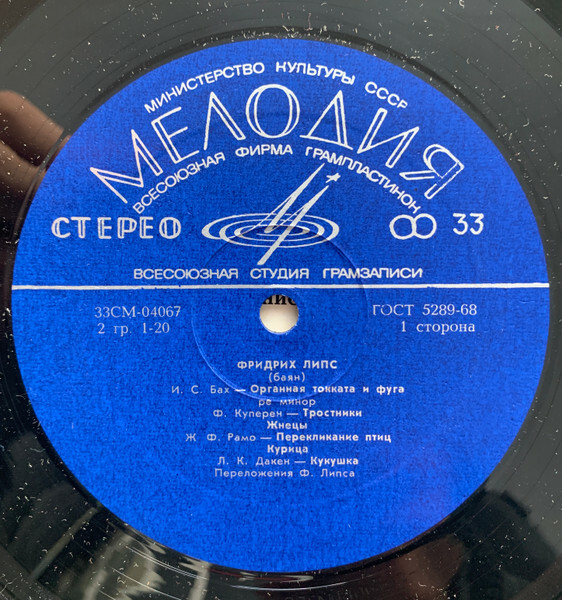 МИНИСТЕРСТВО КУЛЬТУРЫ СССР
МЕЛОДИЯ
ВСЕСОЮЗНАЯ ФИРМА ГРАМПЛАСТИНОК
СТЕРЕО
33
ВСЕСОЮЗНАЯ СТУДИЯ ГРАМЗАПИСИ
33СМ-04067
ГОСТ 5289-68
2 гр. 1-20
1 сторона
ФРИДРИХ ЛИПС
(баян)
И. С. Бах — Органная токката и фуга
ре минор
Ф. Куперен — Тростники
Жнецы
Ж. Ф. Рамо — Перекликание птиц
Курица
Л. К. Дакен — Кукушка
Переложения Ф. Липса